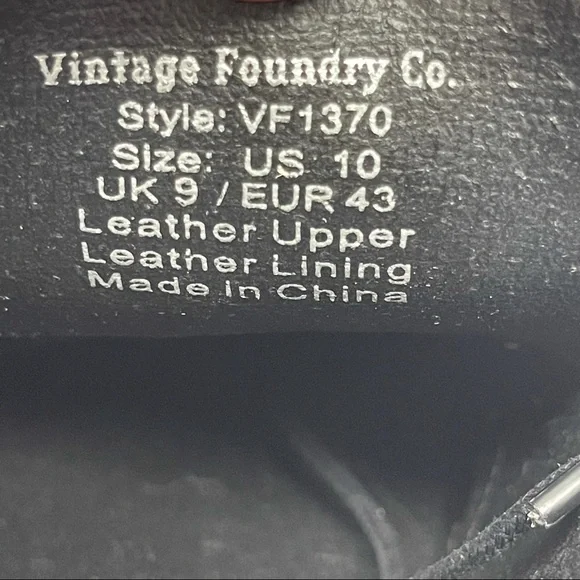 Vintage Foundry Co.
Style: VF1370
Size: US 10
UK 9 / EUR 43
Leather Upper
Leather Lining
Made in China